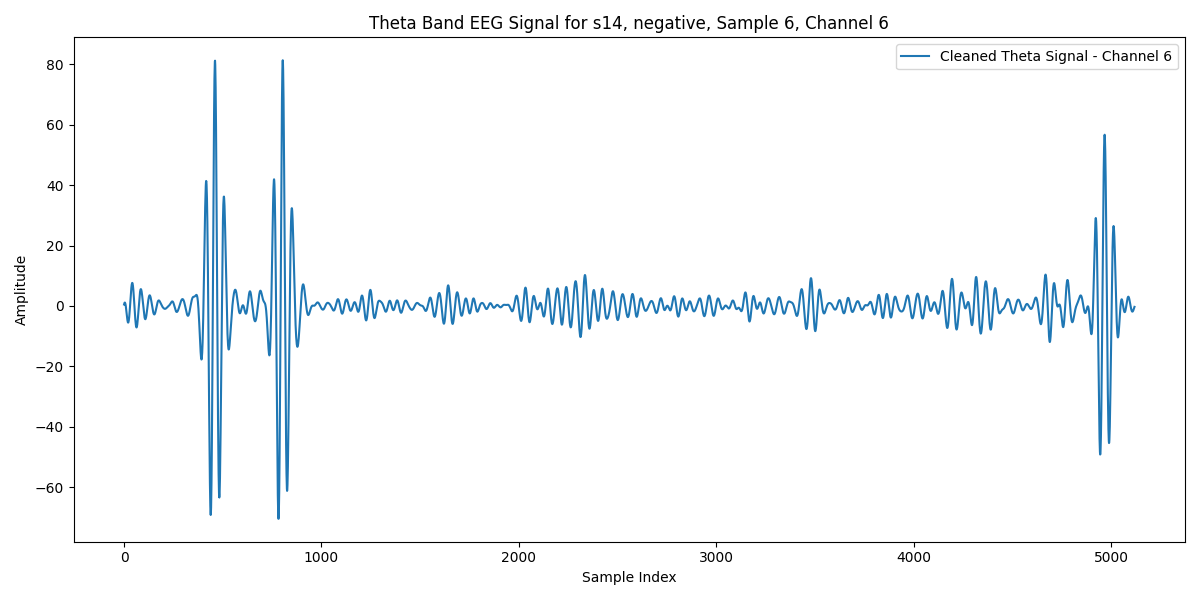 Theta Band EEG Signal for s14, negative, Sample 6, Channel 6
Cleaned Theta Signal - Channel 6
Amplitude
80
60
40
20
0
−20
−40
−60
0 1000 2000 3000 4000 5000
Sample Index